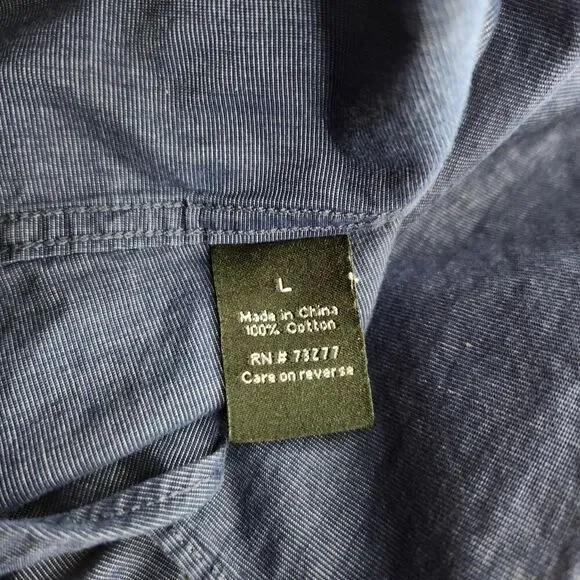 L
Made in China
100% Cotton
RN # 73277
Care on reverse